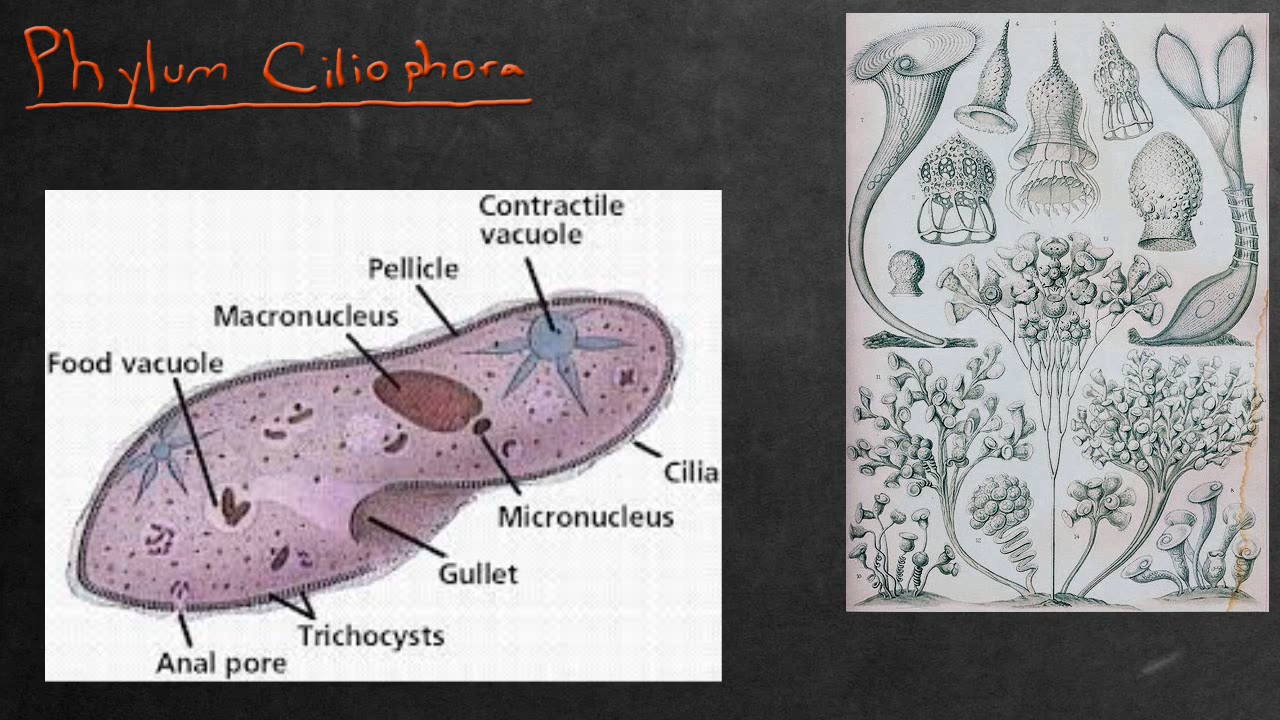 Phylum Ciliophora
Contractile
vacuole
Pellicle
Macronucleus
Food vacuole
Cilia
Micronucleus
Gullet
Trichocysts
Anal pore